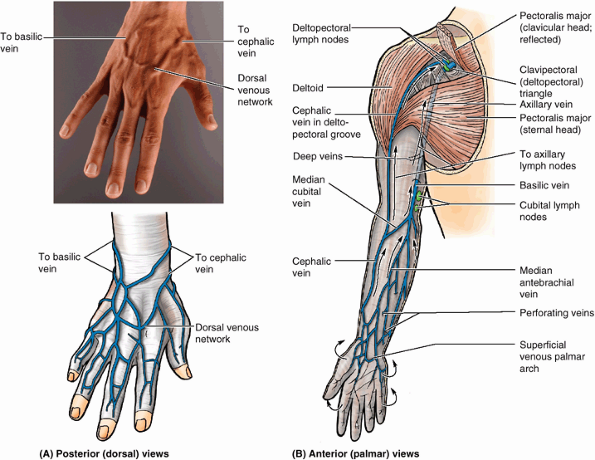 To basilic
vein
To
cephalic
vein
Dorsal
venous
network
To basilic
vein
To cephalic
vein
Dorsal venous
network
(A) Posterior (dorsal) views
Deltopectoral
lymph nodes
Deltoid
Cephalic
vein in delto-
pectoral groove
Deep veins
Median
cubital
vein
Cephalic
vein
Pectoralis major
(clavicular head;
reflected)
Clavipectoral
(deltopectoral)
triangle
Axillary vein
Pectoralis major
(sternal head)
To axillary
lymph nodes
Basilic vein
Cubital lymph
nodes
Median
antebrachial
vein
Perforating veins
Superficial
venous palmar
arch
(B) Anterior (palmar) views